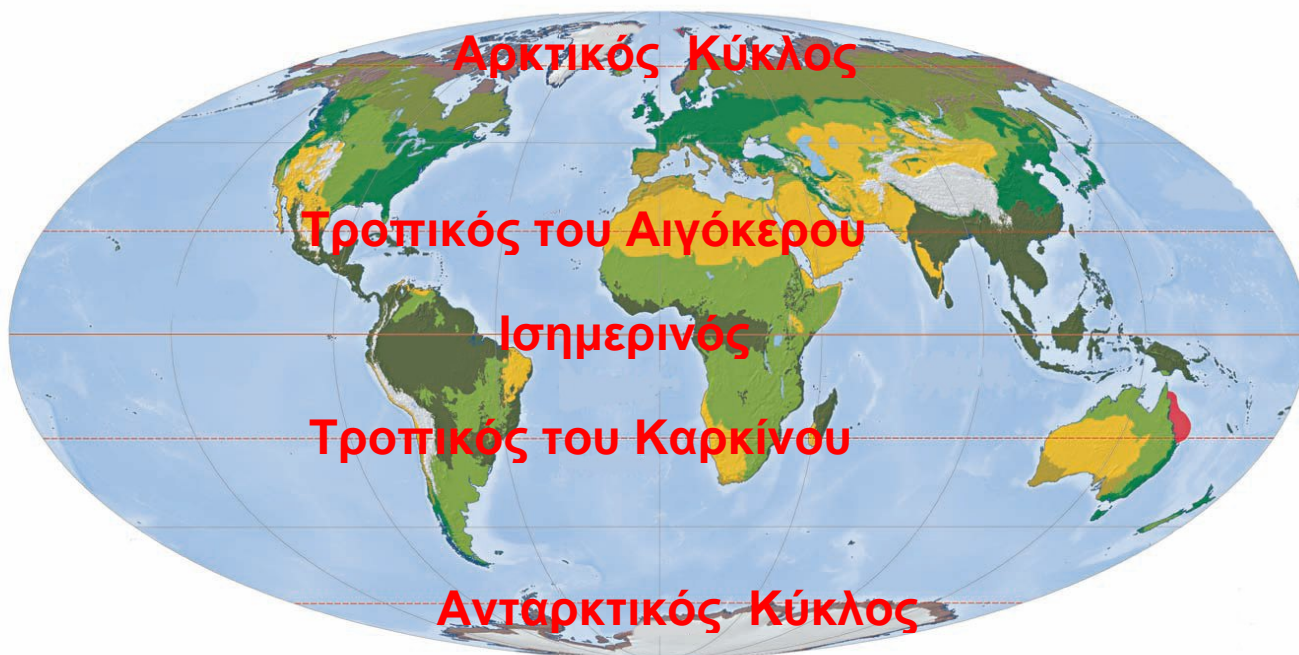 Αρκτικός Κύκλος
Τροπικός του Αιγόκερου
Ισημερινός
Τροπικός του Καρκίνου
Ανταρκτικός Κύκλος